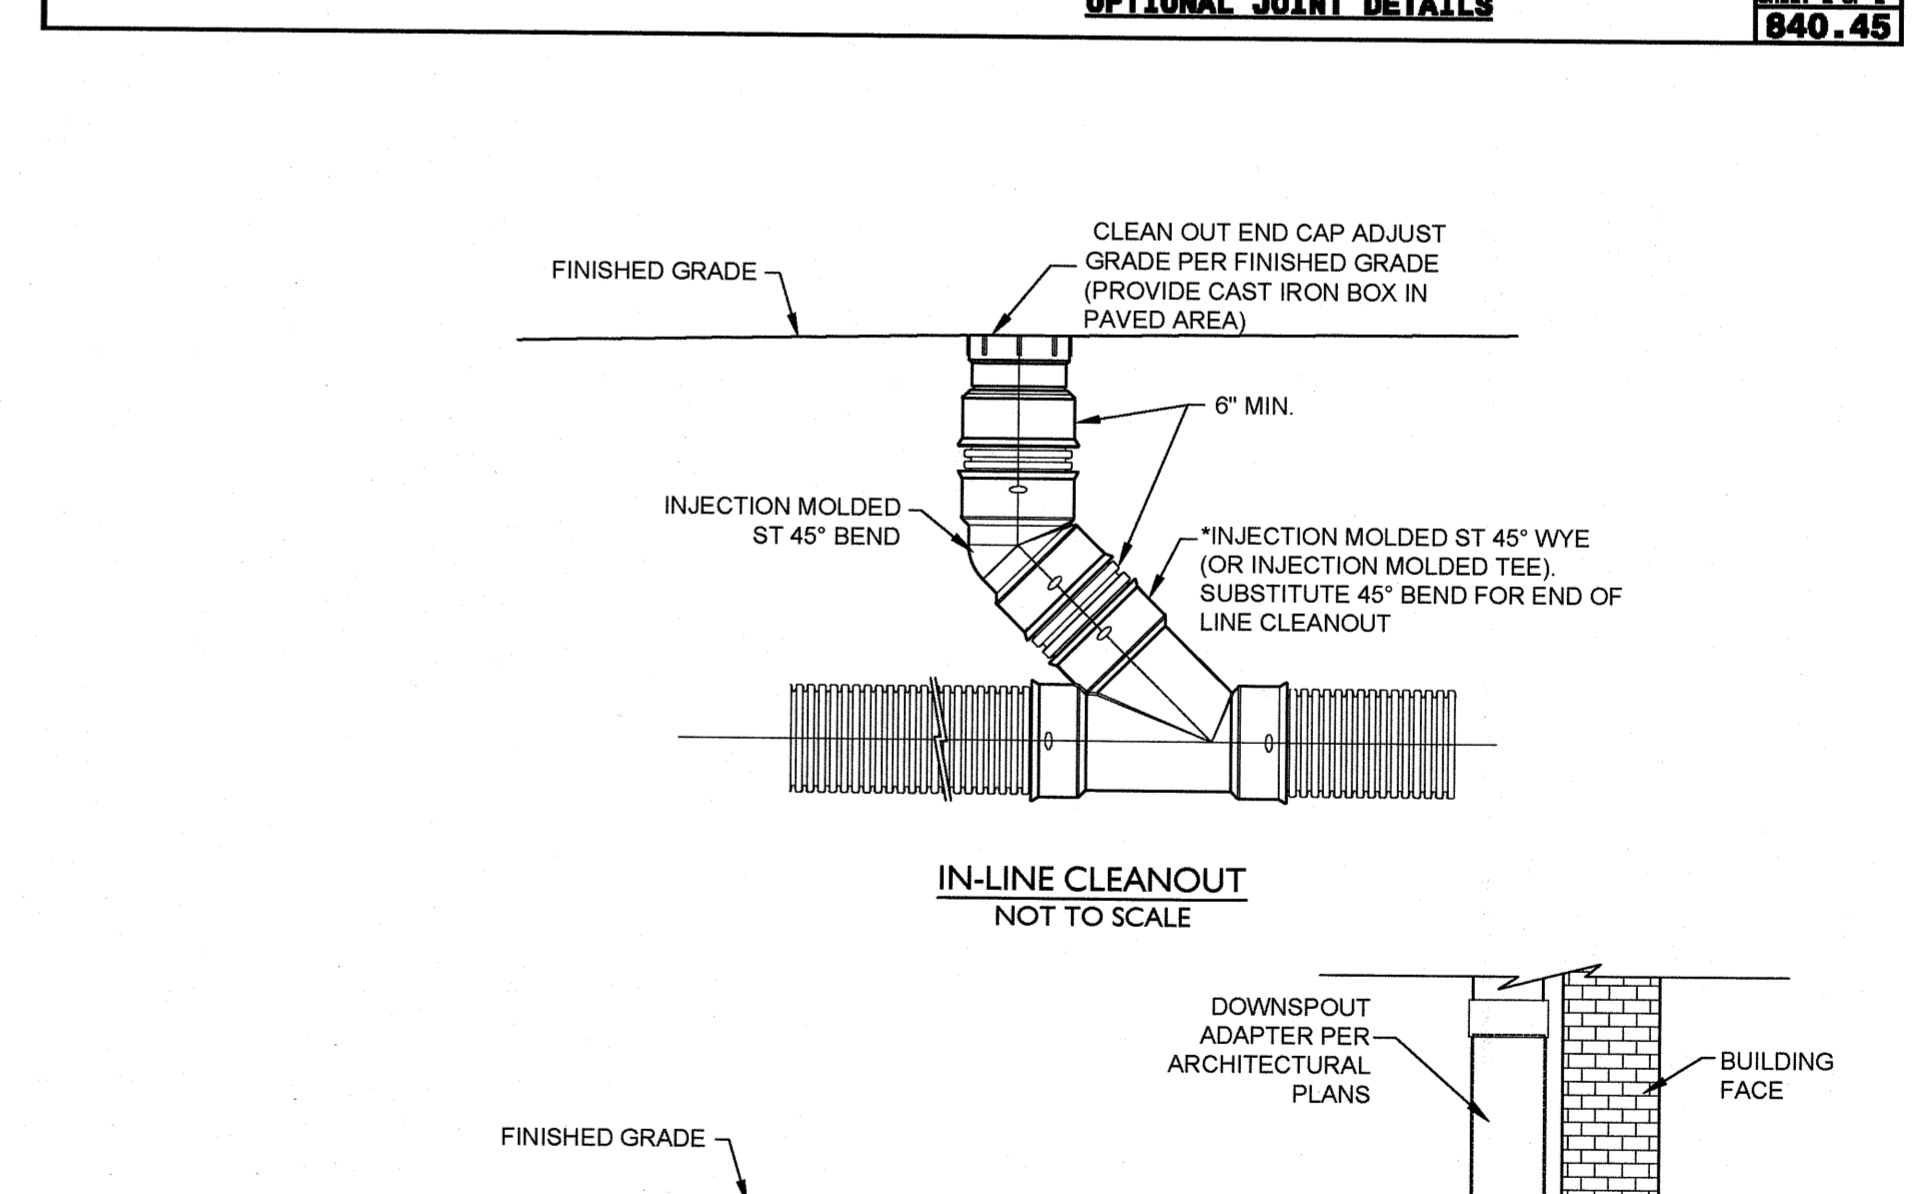 OPTIONAL JOINT DETAILS
840.45
CLEAN OUT END CAP ADJUST
GRADE PER FINISHED GRADE
(PROVIDE CAST IRON BOX IN
PAVED AREA)
FINISHED GRADE
6" MIN.
INJECTION MOLDED
ST 45° BEND
*INJECTION MOLDED ST 45° WYE
(OR INJECTION MOLDED TEE).
SUBSTITUTE 45° BEND FOR END OF
LINE CLEANOUT
IN-LINE CLEANOUT
NOT TO SCALE
DOWNSPOUT
ADAPTER PER
ARCHITECTURAL
PLANS
BUILDING
FACE
FINISHED GRADE